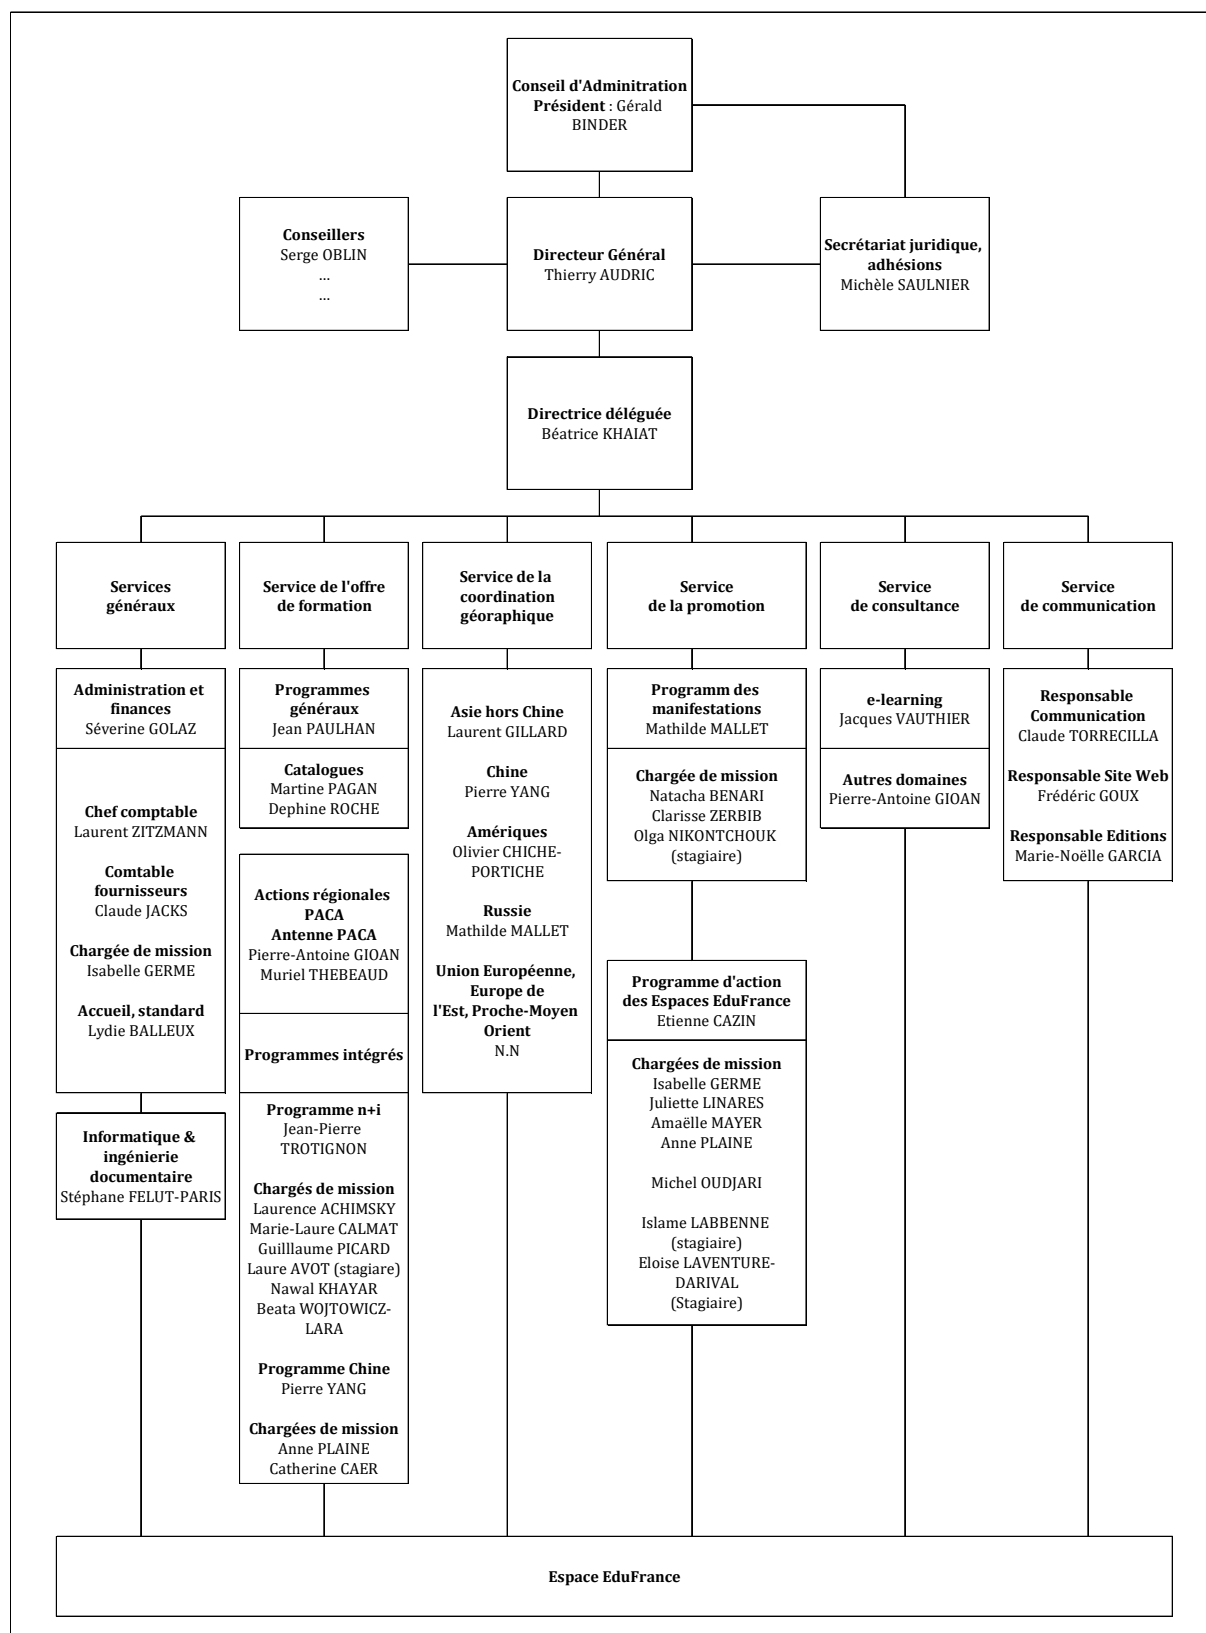 Conseil d'Adminitration
Président : Gérald
BINDER
Conseillers
Serge OBLIN
...
...
Directeur Général
Thierry AUDRIC
Secrétariat juridique,
adhésions
Michèle SAULNIER
Directrice déléguée
Béatrice KHAIAT
Services
généraux
Service de l'offre
de formation
Service de la
coordination
géoraphique
Service
de la promotion
Service
de consultance
Service
de communication
Administration et
finances
Séverine GOLAZ
Chef comptable
Laurent ZITZMANN
Comtable
fournisseurs
Claude JACKS
Chargée de mission
Isabelle GERME
Accueil, standard
Lydie BALLEUX
Informatique &
ingénierie
documentaire
Stéphane FELUT-PARIS
Programmes
généraux
Jean PAULHAN
Catalogues
Martine PAGAN
Dephine ROCHE
Actions régionales
PACA
Antenne PACA
Pierre-Antoine GIOAN
Muriel THEBEAUD
Programmes intégrés
Programme n+i
Jean-Pierre
TROTIGNON
Chargés de mission
Laurence ACHIMSKY
Marie-Laure CALMAT
Guilllaume PICARD
Laure AVOT (stagiare)
Nawal KHAYAR
Beata WOJTOWICZ-
LARA
Programme Chine
Pierre YANG
Chargées de mission
Anne PLAINE
Catherine CAER
Asie hors Chine
Laurent GILLARD
Chine
Pierre YANG
Amériques
Olivier CHICHE-
PORTICHE
Russie
Mathilde MALLET
Union Européenne,
Europe de
l'Est, Proche-Moyen
Orient
N.N
Programm des
manifestations
Mathilde MALLET
Chargée de mission
Natacha BENARI
Clarisse ZERBIB
Olga NIKONTCHOUK
(stagiaire)
Programme d'action
des Espaces EduFrance
Etienne CAZIN
Chargées de mission
Isabelle GERME
Juliette LINARES
Amaëlle MAYER
Anne PLAINE
Michel OUDJARI
Islame LABBENNE
(stagiaire)
Eloise LAVENTURE-
DARIVAL
(Stagiaire)
e-learning
Jacques VAUTHIER
Autres domaines
Pierre-Antoine GIOAN
Responsable
Communication
Claude TORRECILLA
Responsable Site Web
Frédéric GOUX
Responsable Editions
Marie-Noëlle GARCIA
Espace EduFrance